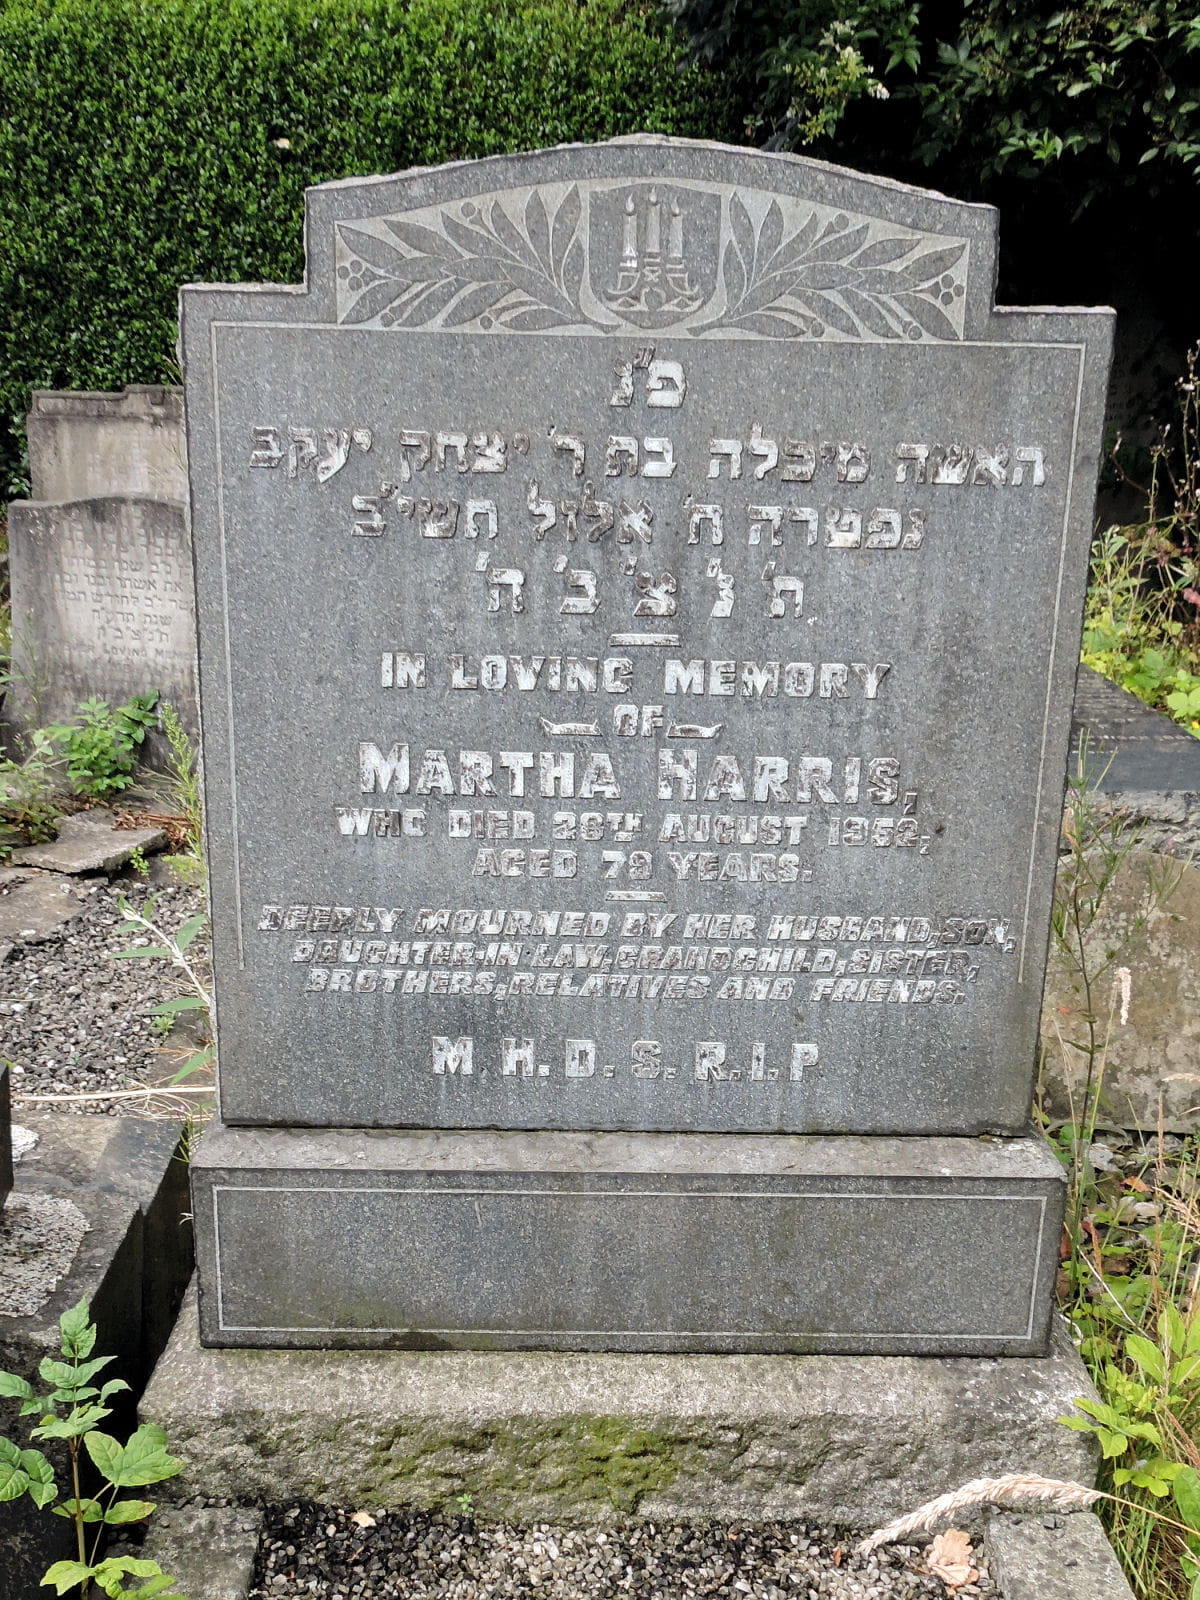 פ"נ
האשה מיכלה בת ר' יצחק יעקב
נפטרה ח' אלול תשי"ב
ת' נ' צ' ב' ה'
IN LOVING MEMORY
OF
MARTHA HARRIS,
WHO DIED 28TH AUGUST 1952,
AGED 79 YEARS.
DEEPLY MOURNED BY HER HUSBAND, SON,
DAUGHTER-IN-LAW, GRANDCHILD, SISTER,
BROTHERS, RELATIVES AND FRIENDS.
M.H.D.S.R.I.P